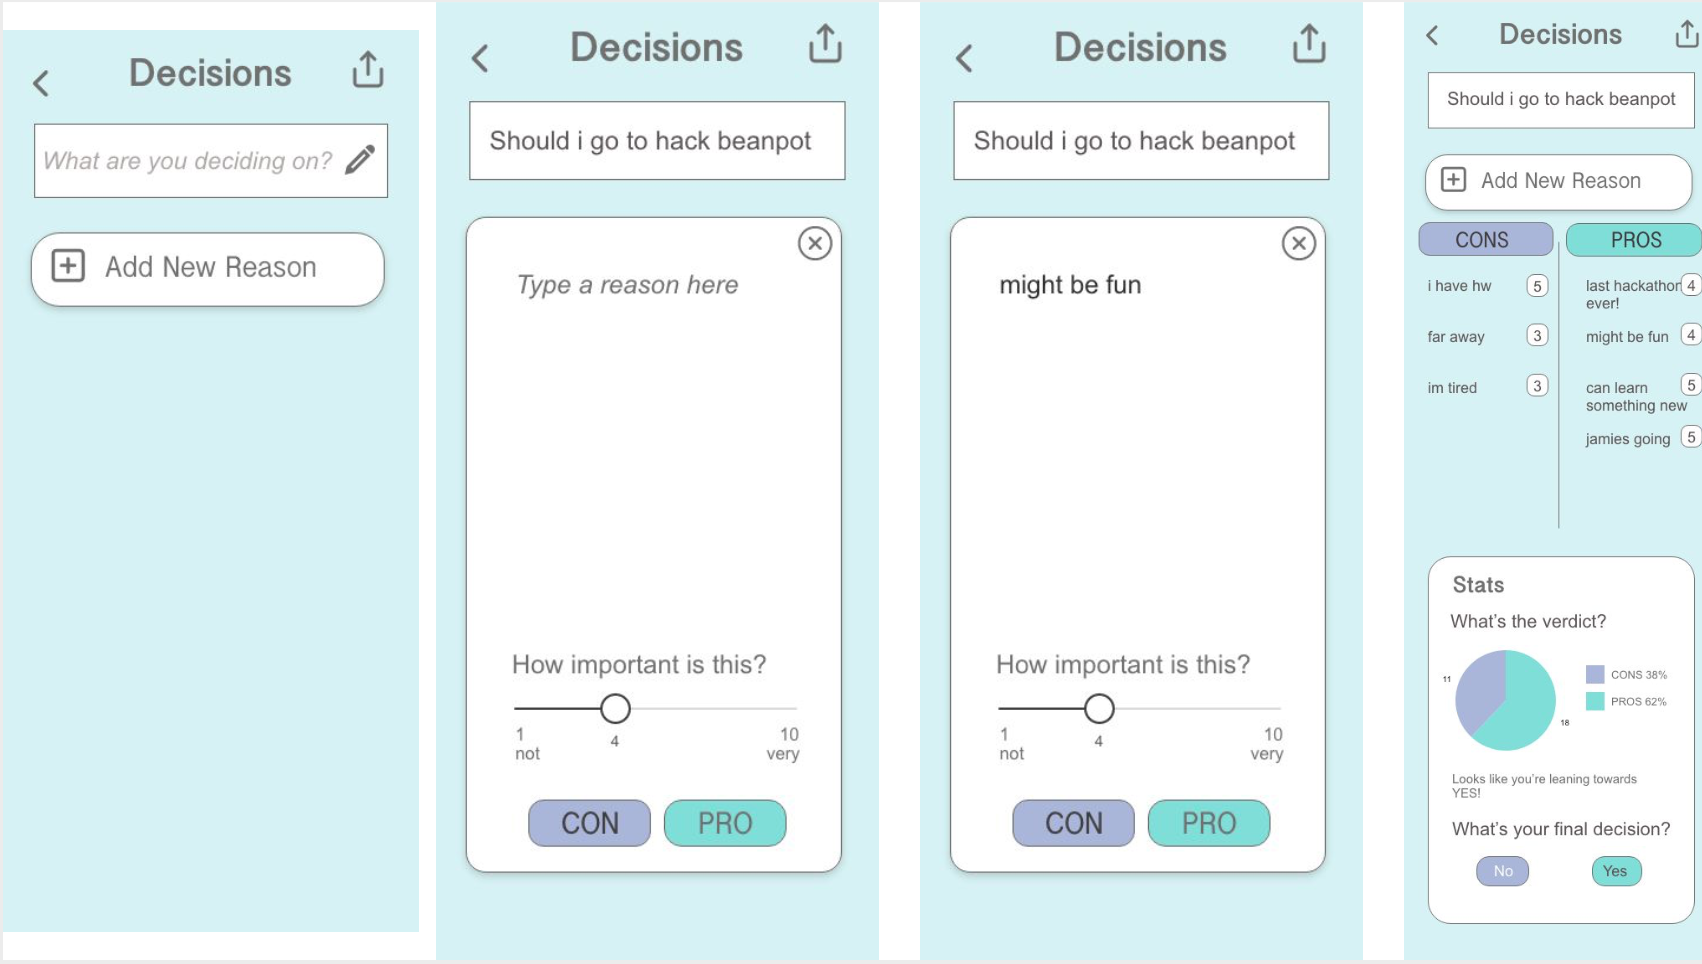 Decisions
What are you deciding on?
Add New Reason
Decisions
Should i go to hack beanpot
Type a reason here
How important is this?
1 4 10
not very
CON PRO
Decisions
Should i go to hack beanpot
might be fun
How important is this?
1 4 10
not very
CON PRO
Decisions
Should i go to hack beanpot
Add New Reason
CONS PROS
i have hw 5
far away 3
im tired 3
last hackathon 4
ever!
might be fun 4
can learn 5
something new
jamies going 5
Stats
What's the verdict?
11
18
CONS 38%
PROS 62%
Looks like you're leaning towards
YES!
What's your final decision?
No Yes